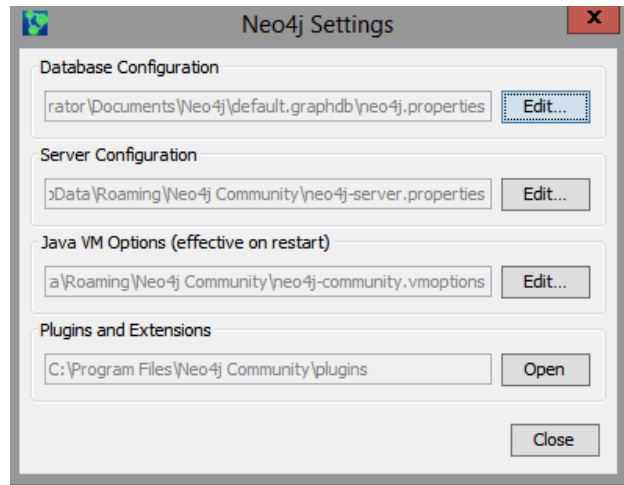 Neo4j Settings
x
Database Configuration
rator\Documents\Neo4j\default.graphdb\neo4j.properties Edit...
Server Configuration
oData\Roaming\Neo4j Community\neo4j-server.properties Edit...
Java VM Options (effective on restart)
a\Roaming\Neo4j Community\neo4j-community.vmoptions Edit...
Plugins and Extensions
C:\Program Files\Neo4j Community\plugins Open
Close